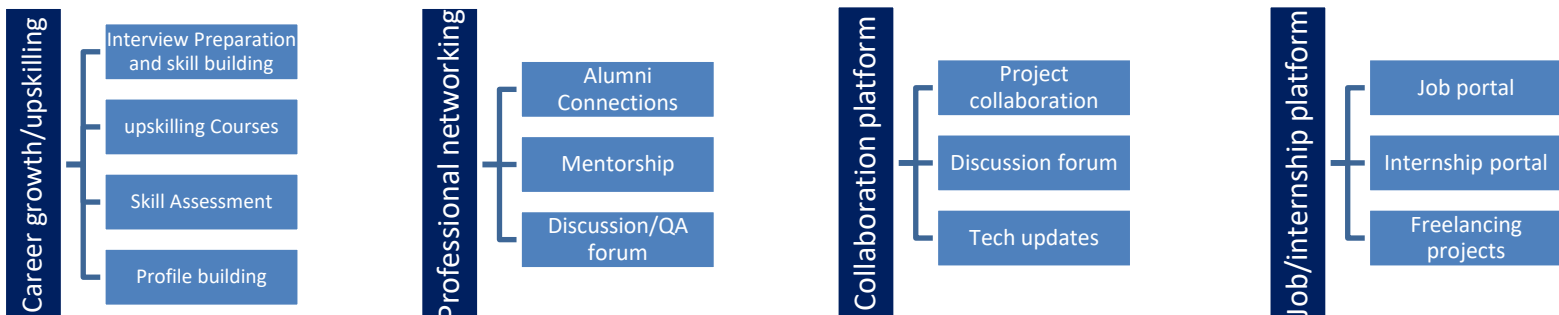 Career growth/upskilling
Interview Preparation
and skill building
upskilling Courses
Skill Assessment
Profile building
Professional networking
Alumni
Connections
Mentorship
Discussion/QA
forum
Collaboration platform
Project
collaboration
Discussion forum
Tech updates
Job/internship platform
Job portal
Internship portal
Freelancing
projects